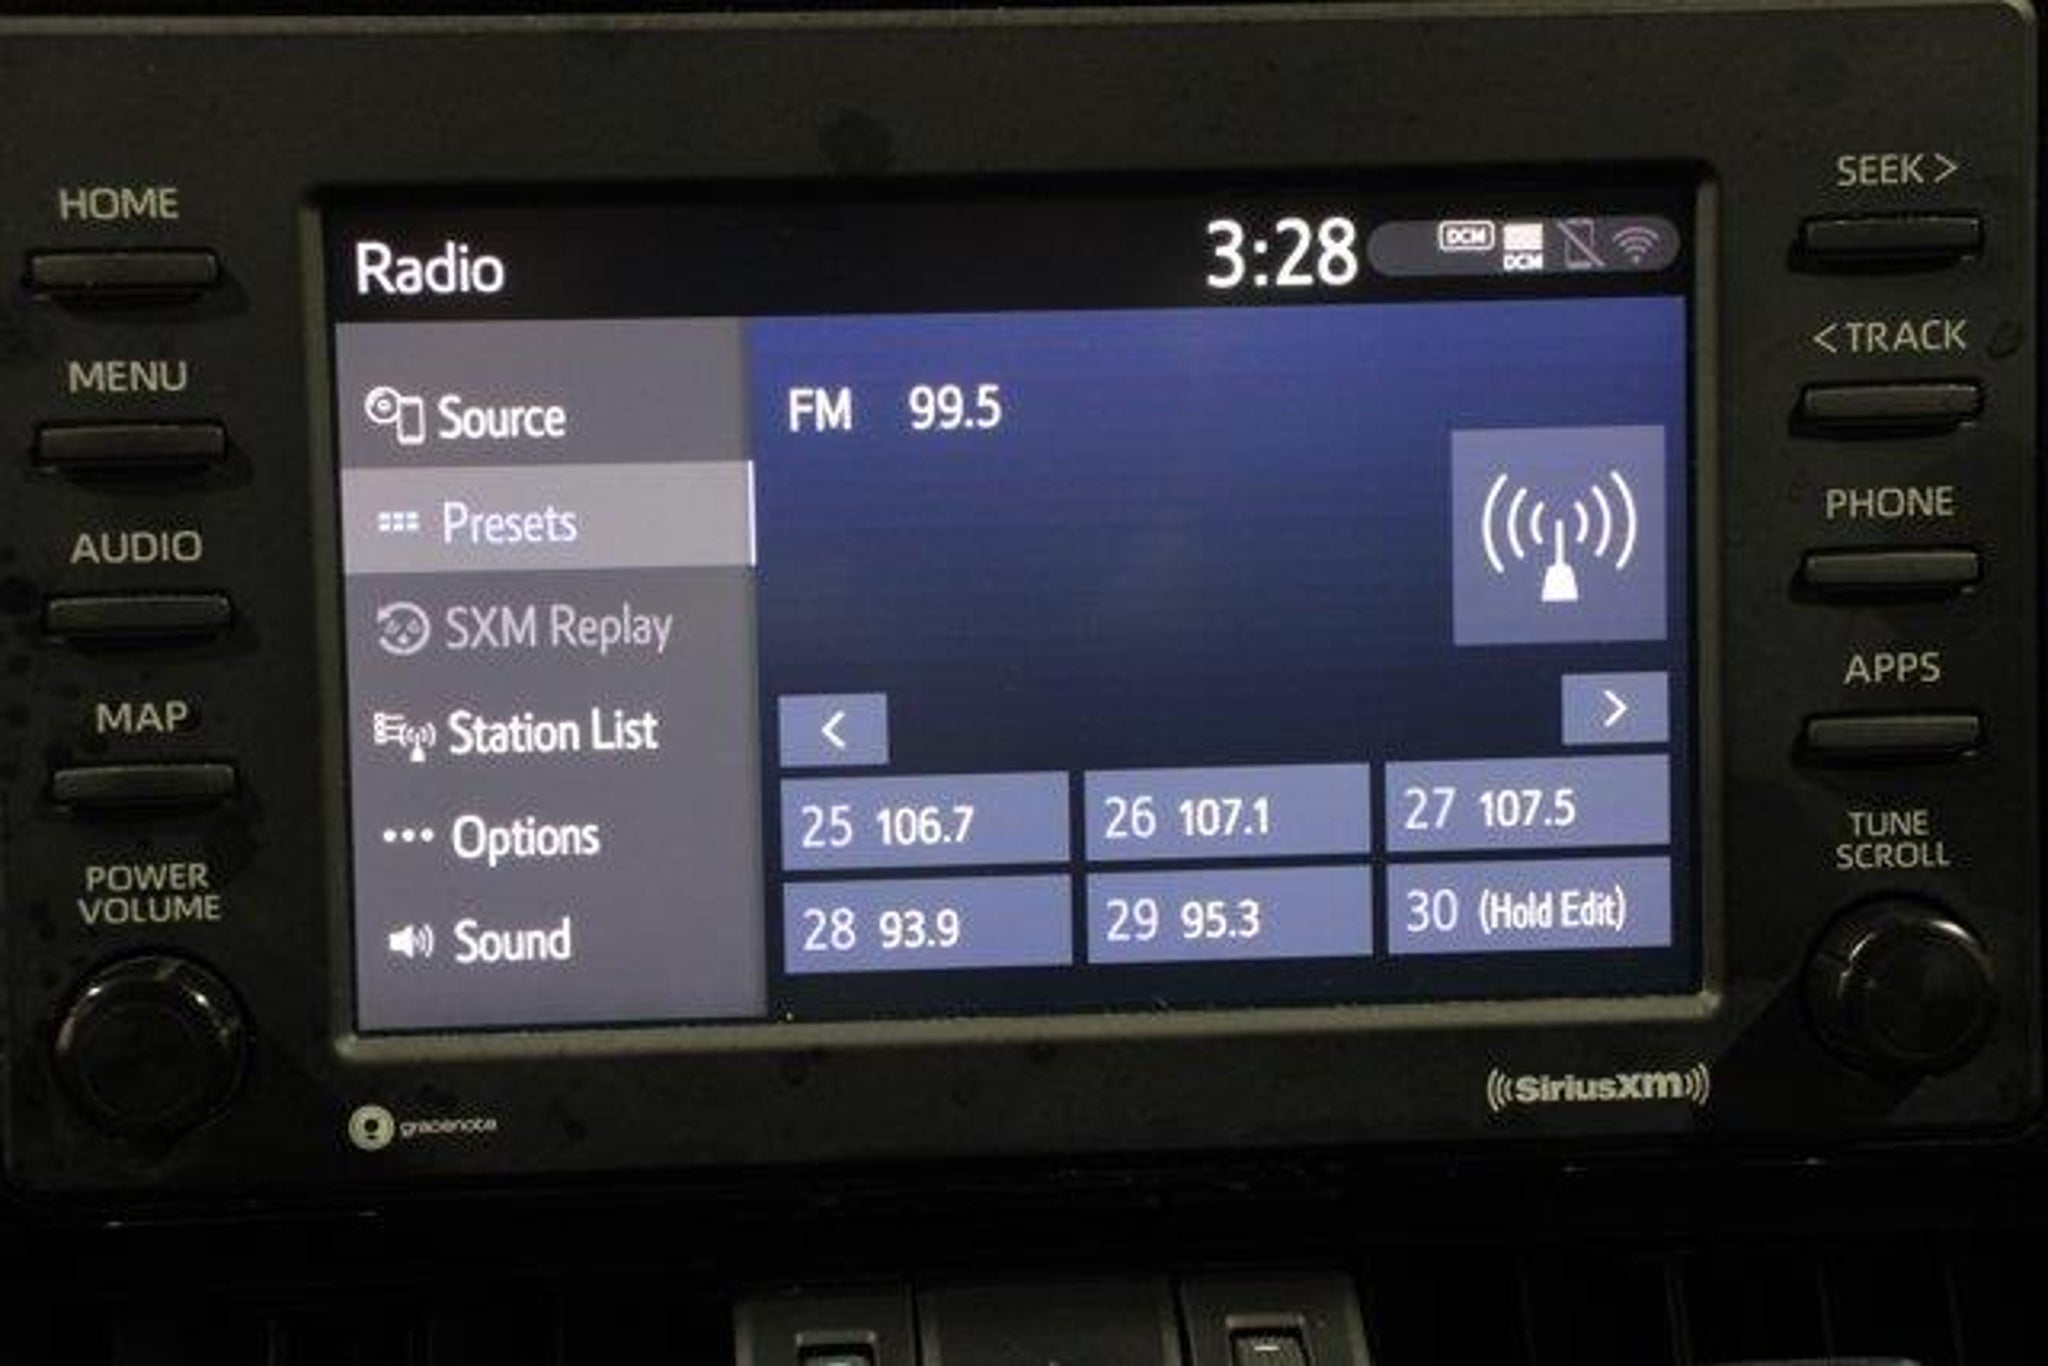 HOME
MENU
AUDIO
MAP
POWER
VOLUME
Radio
3:28
DCM
DCM
Source
Presets
SXM Replay
Station List
Options
Sound
FM 99.5
<
>
25 106.7
26 107.1
27 107.5
28 93.9
29 95.3
30 (Hold Edit)
gracenote
SiriusXM
SEEK >
< TRACK
PHONE
APPS
TUNE
SCROLL